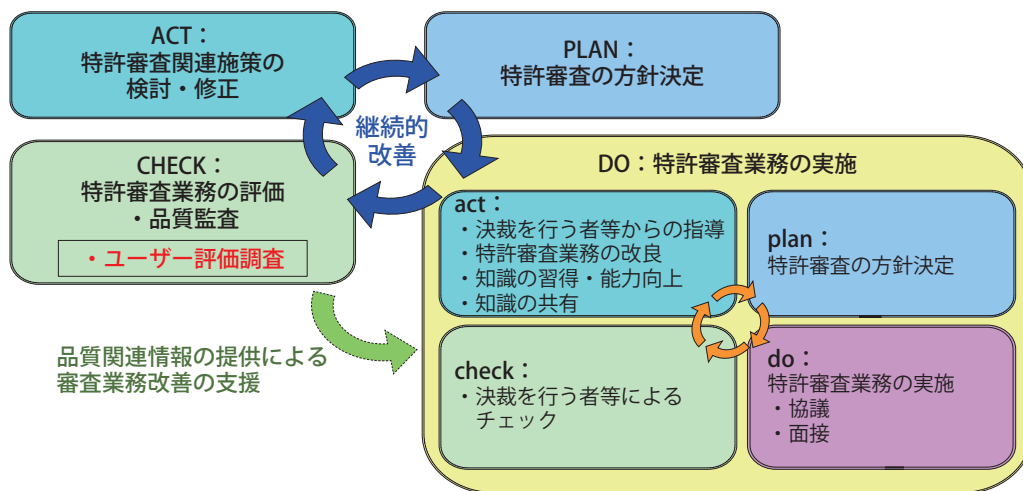 ACT：
特許審査関連施策の
検討・修正
PLAN：
特許審査の方針決定
継続的
改善
CHECK：
特許審査業務の評価
・品質監査
・ユーザー評価調査
DO：特許審査業務の実施
act：
・決裁を行う者等からの指導
・特許審査業務の改良
・知識の習得・能力向上
・知識の共有
plan：
特許審査の方針決定
check：
・決裁を行う者等による
チェック
do：
特許審査業務の実施
・協議
・面接
品質関連情報の提供による
審査業務改善の支援